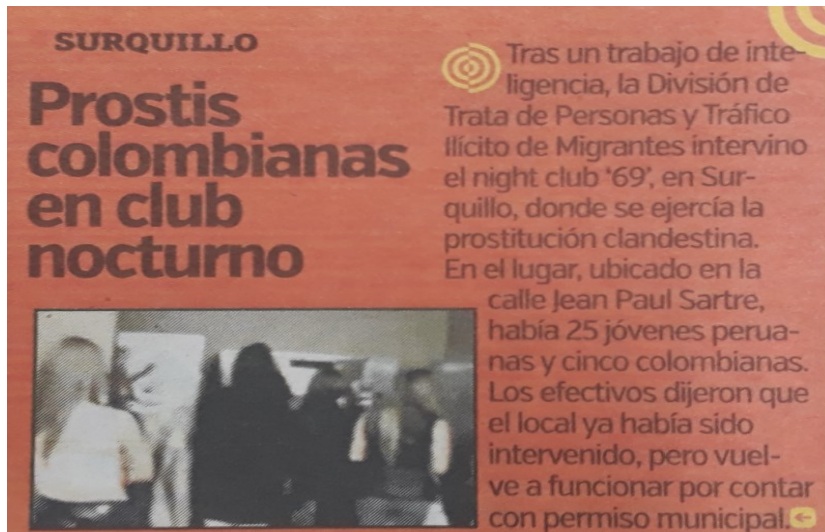 SURQUILLO
Prostis
colombianas
en club
nocturno
Tras un trabajo de inte-
ligencia, la División de
Trata de Personas y Tráfico
Ilícito de Migrantes intervino
el night club ‘69’, en Sur-
quillo, donde se ejercía la
prostitución clandestina.
En el lugar, ubicado en la
calle Jean Paul Sartre,
había 25 jóvenes perua-
nas y cinco colombianas.
Los efectivos dijeron que
el local ya había sido
intervenido, pero vuel-
ve a funcionar por contar
con permiso municipal.